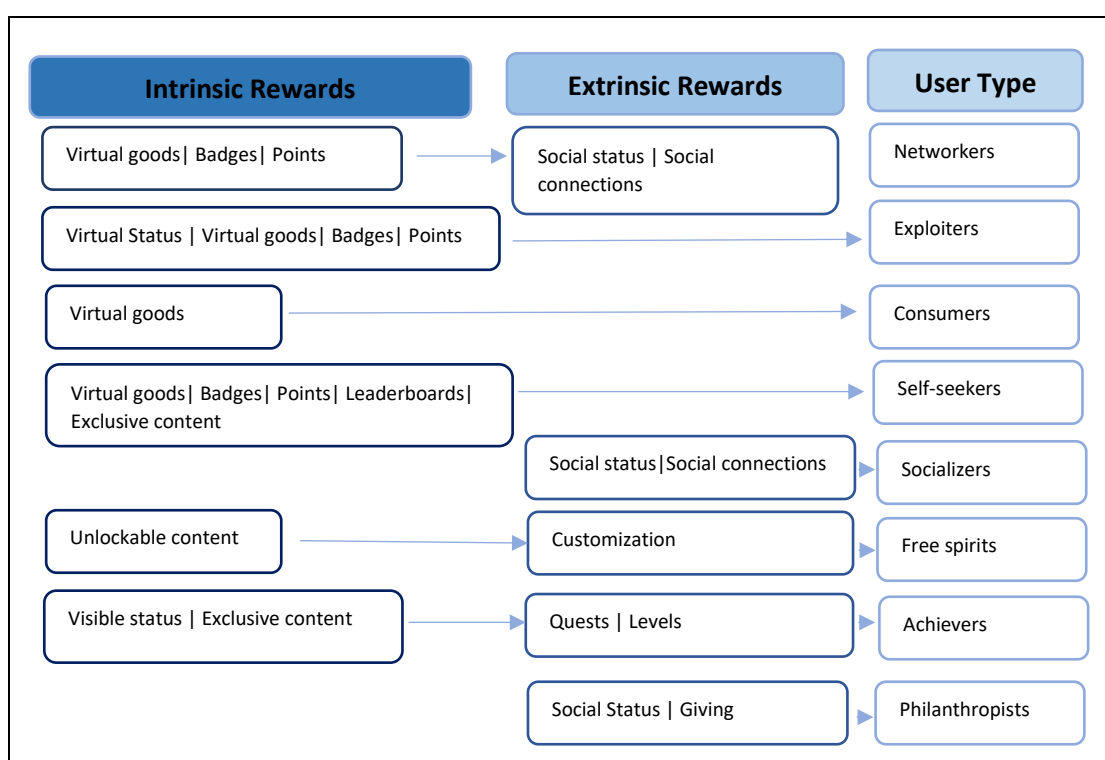 Intrinsic Rewards
Extrinsic Rewards
User Type
Virtual goods| Badges| Points
Social status | Social
connections
Networkers
Virtual Status | Virtual goods| Badges| Points
Exploiters
Virtual goods
Consumers
Virtual goods| Badges| Points| Leaderboards|
Exclusive content
Self-seekers
Social status|Social connections
Socializers
Unlockable content
Customization
Free spirits
Visible status | Exclusive content
Quests | Levels
Achievers
Social Status | Giving
Philanthropists